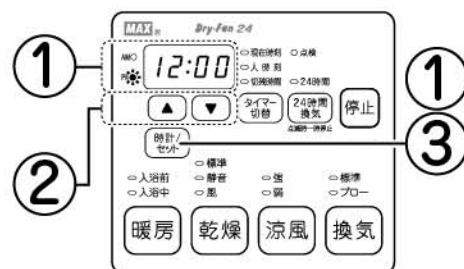 MAX® Dry-Fan 24
①
AM○
12:00
○現在時刻 ○点検
○入時刻
○切残時間 ○24時間
①
②
▲ ▼
タイマー
切替
24時間
換気
点滅時一時停止
停止
時計/
セット
③
○標準
○入浴前 ○静音 ○強 ○標準
○入浴中 ○風 ○弱 ○ブロー
暖房 乾燥 涼風 換気